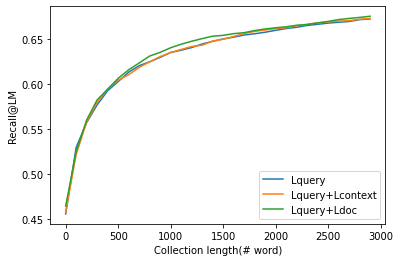 Recall@LM
0.65
0.60
0.55
0.50
0.45
Lquery
Lquery+Lcontext
Lquery+Ldoc
0 500 1000 1500 2000 2500 3000
Collection length(# word)